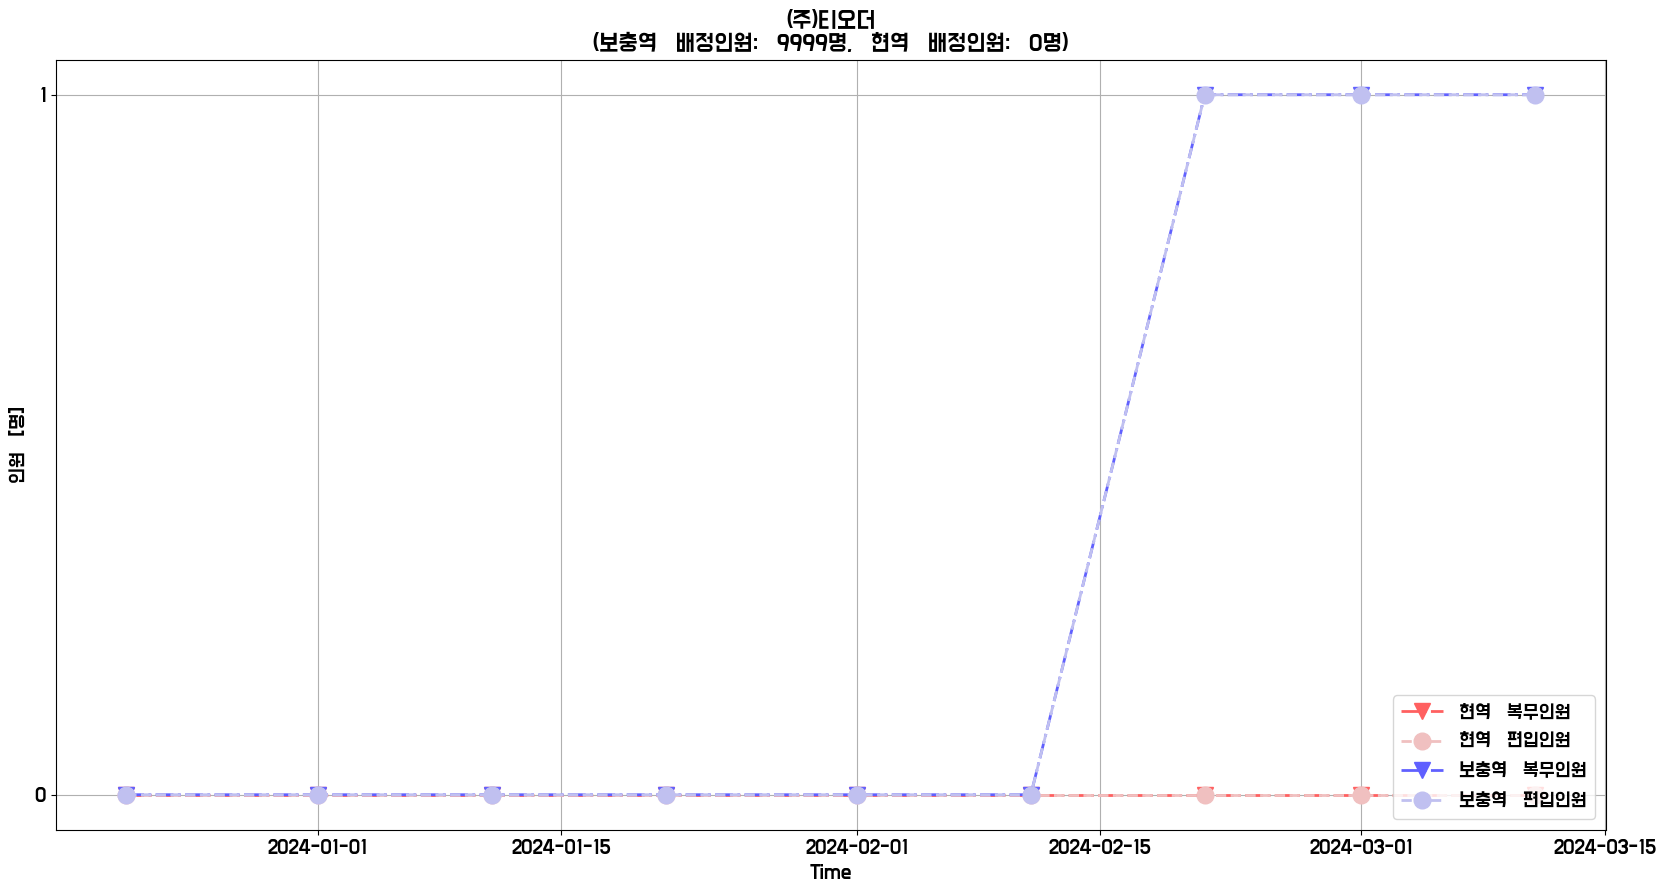 (주)티오더
(보충역 배정인원: 9999명, 현역 배정인원: 0명)
인원 [명]
1
0
현역 복무인원
현역 편입인원
보충역 복무인원
보충역 편입인원
2024-01-01 2024-01-15 2024-02-01 2024-02-15 2024-03-01 2024-03-15
Time